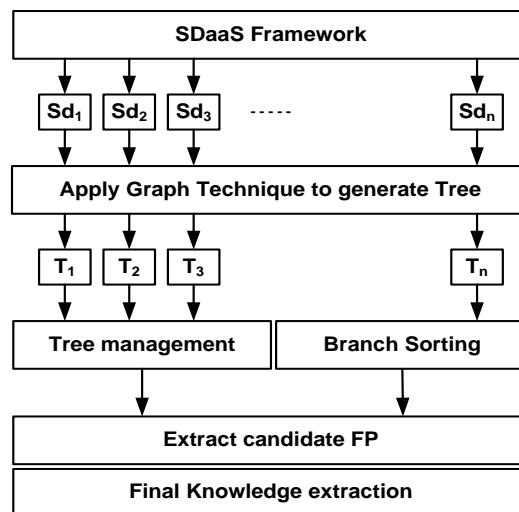 SDaaS Framework
Sd₁ Sd₂ Sd₃ ----- Sdₙ
Apply Graph Technique to generate Tree
T₁ T₂ T₃ Tₙ
Tree management Branch Sorting
Extract candidate FP
Final Knowledge extraction